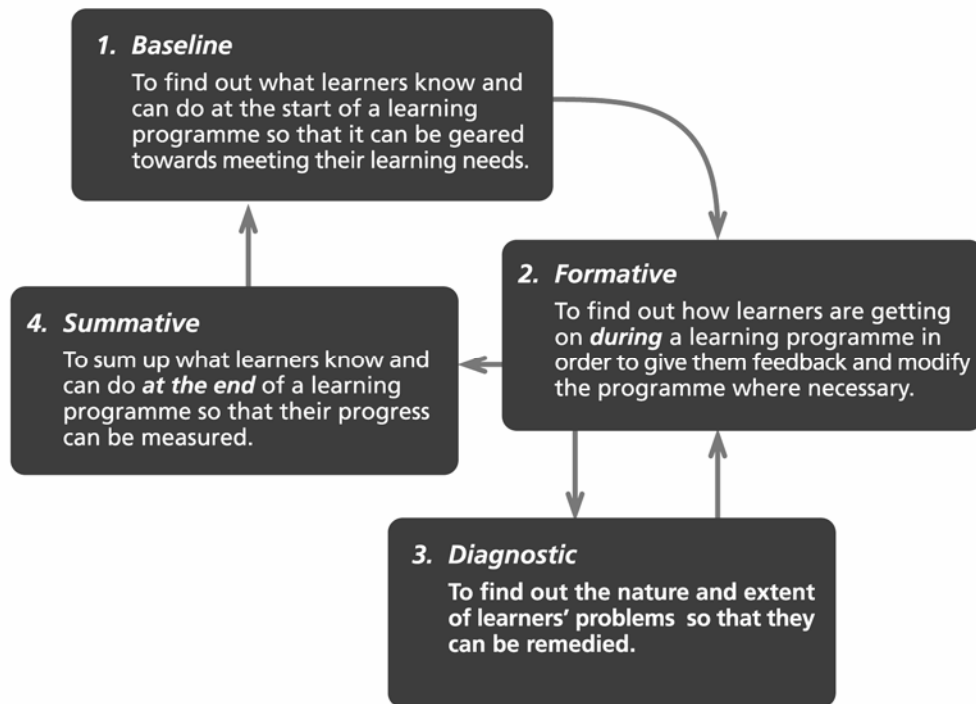 1. Baseline
To find out what learners know and
can do at the start of a learning
programme so that it can be geared
towards meeting their learning needs.
2. Formative
To find out how learners are getting
on during a learning programme in
order to give them feedback and modify
the programme where necessary.
4. Summative
To sum up what learners know and
can do at the end of a learning
programme so that their progress
can be measured.
3. Diagnostic
To find out the nature and extent
of learners’ problems so that they
can be remedied.